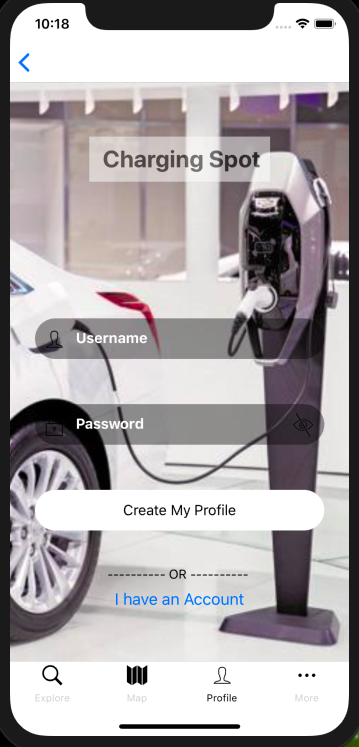 10:18
Charging Spot
Username
Password
Create My Profile
---------- OR ----------
I have an Account
Explore
Map
Profile
More